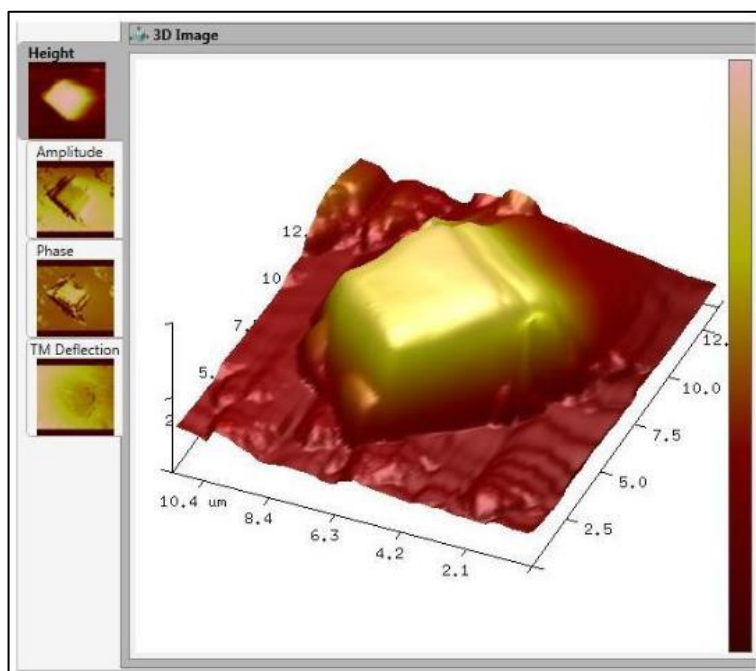 3D Image
Height
Amplitude
Phase
TM Deflection
12.
10
7.
5.
2
10.4 um
8.4
6.3
4.2
2.1
2.5
5.0
7.5
10.0
12.